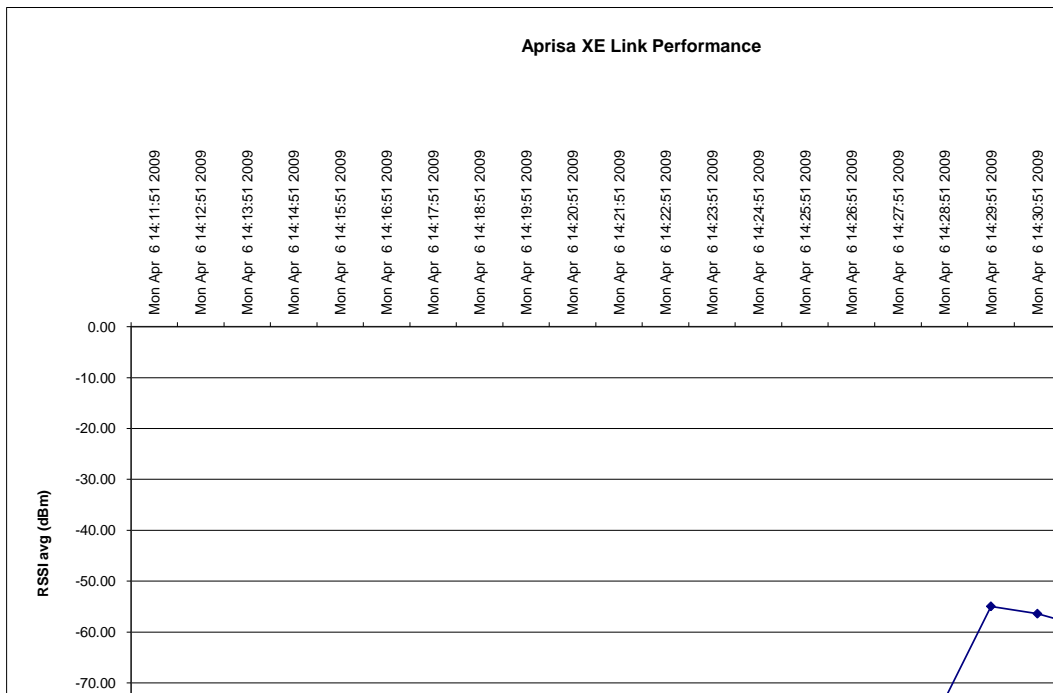 Aprisa XE Link Performance
Mon Apr  6 14:11:51 2009
Mon Apr  6 14:12:51 2009
Mon Apr  6 14:13:51 2009
Mon Apr  6 14:14:51 2009
Mon Apr  6 14:15:51 2009
Mon Apr  6 14:16:51 2009
Mon Apr  6 14:17:51 2009
Mon Apr  6 14:18:51 2009
Mon Apr  6 14:19:51 2009
Mon Apr  6 14:20:51 2009
Mon Apr  6 14:21:51 2009
Mon Apr  6 14:22:51 2009
Mon Apr  6 14:23:51 2009
Mon Apr  6 14:24:51 2009
Mon Apr  6 14:25:51 2009
Mon Apr  6 14:26:51 2009
Mon Apr  6 14:27:51 2009
Mon Apr  6 14:28:51 2009
Mon Apr  6 14:29:51 2009
Mon Apr  6 14:30:51 2009
0.00
-10.00
-20.00
-30.00
-40.00
-50.00
-60.00
-70.00
RSSI avg (dBm)